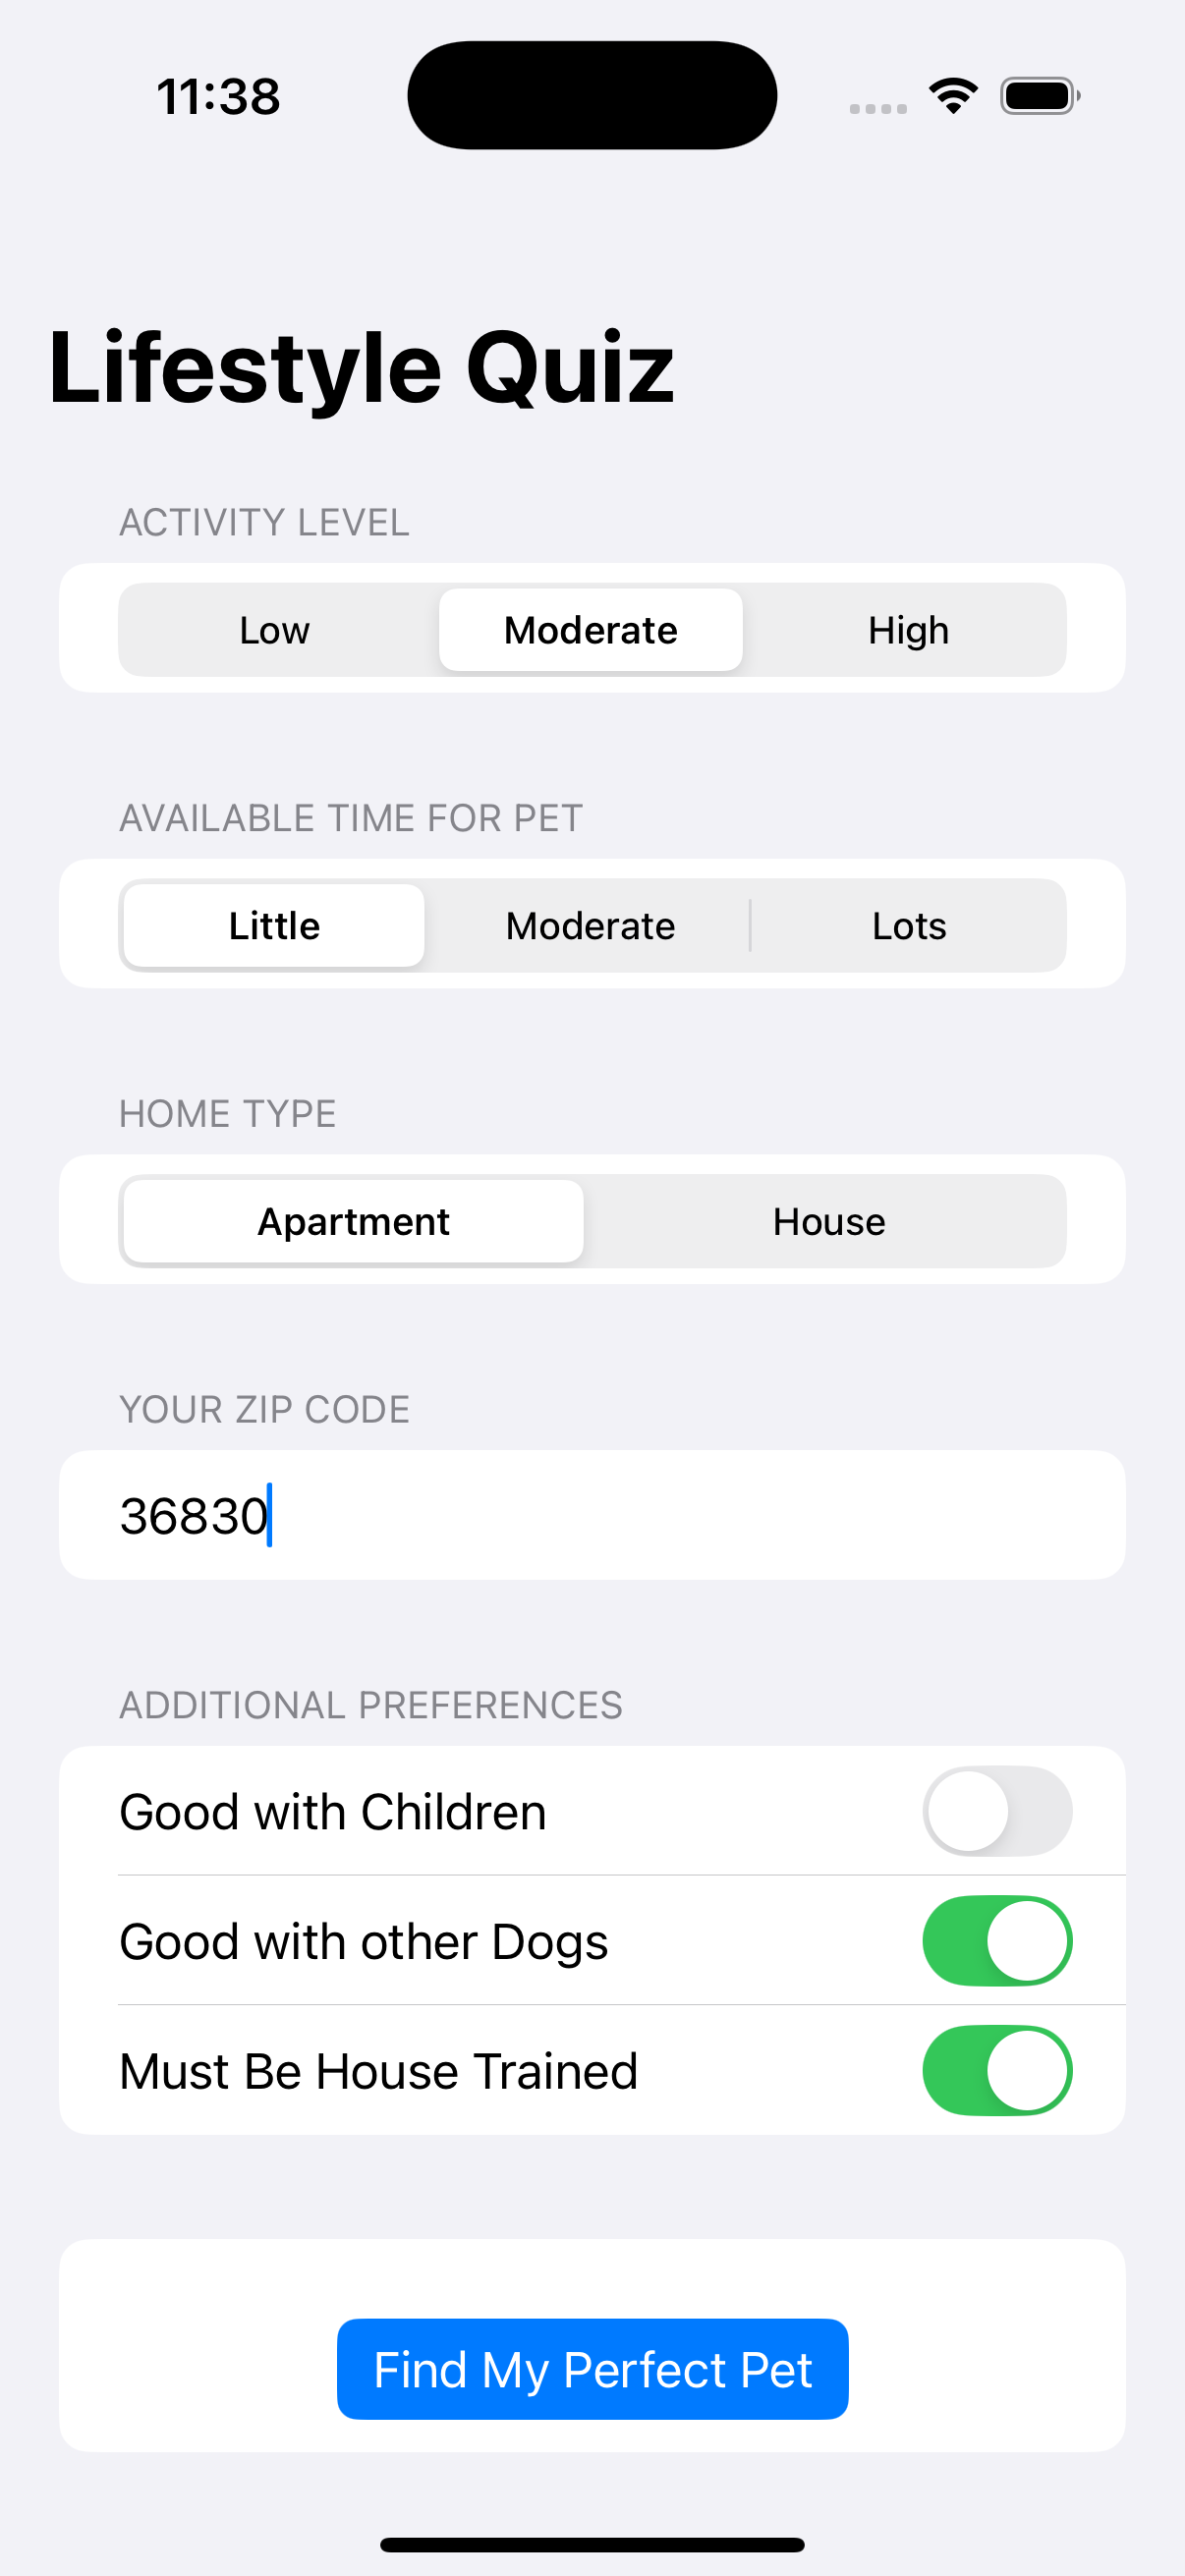 11:38
Lifestyle Quiz
ACTIVITY LEVEL
Low Moderate High
AVAILABLE TIME FOR PET
Little Moderate Lots
HOME TYPE
Apartment House
YOUR ZIP CODE
36830
ADDITIONAL PREFERENCES
Good with Children
Good with other Dogs
Must Be House Trained
Find My Perfect Pet